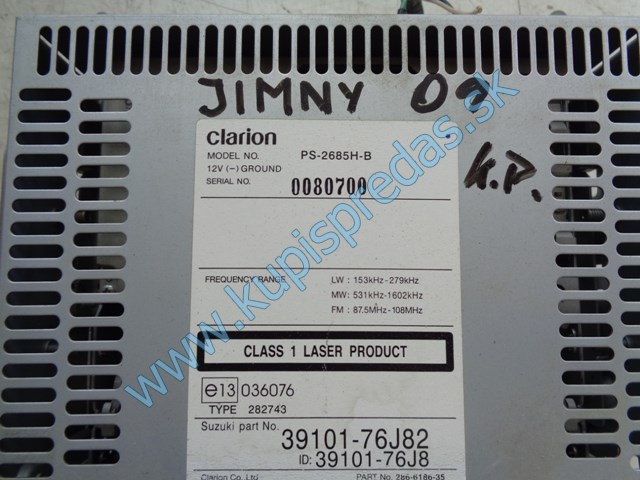 JIMNY 09
clarion
MODEL NO. PS-2685H-B
12V (-) GROUND
SERIAL NO. 0080700
K.P.
FREQUENCY RANGE LW : 153kHz-279kHz
MW: 531kHz-1602kHz
FM : 87.5MHz-108MHz
CLASS 1 LASER PRODUCT
e13 036076
TYPE 282743
Suzuki part No. 39101-76J82
ID: 39101-76J8
Clarion Co., Ltd. PART No. 286-6186-35
www.kupispredas.sk